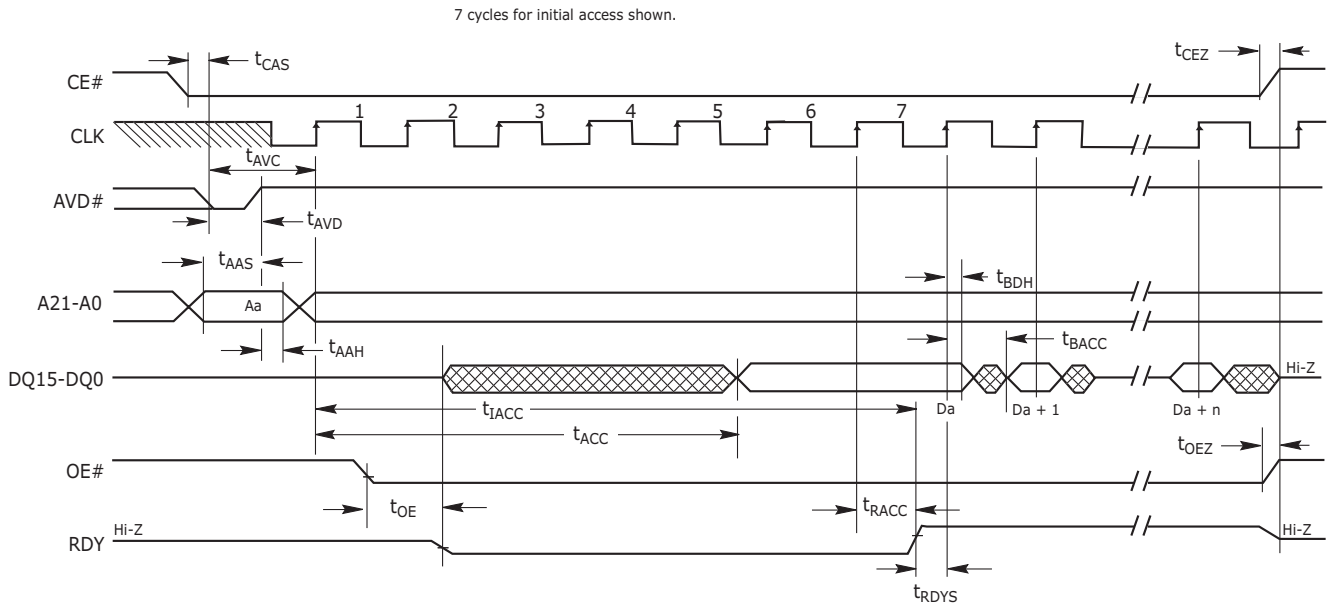 7 cycles for initial access shown.
tCAS
tCEZ
CE#
1 2 3 4 5 6 7
CLK
tAVC
AVD#
tAVD
tAAS
tBDH
A21-A0
Aa
tAAH
tBACC
DQ15-DQ0
Hi-Z
tIACC
Da
Da + 1
Da + n
tACC
tOEZ
OE#
tOE
tRACC
Hi-Z
Hi-Z
RDY
tRDYS